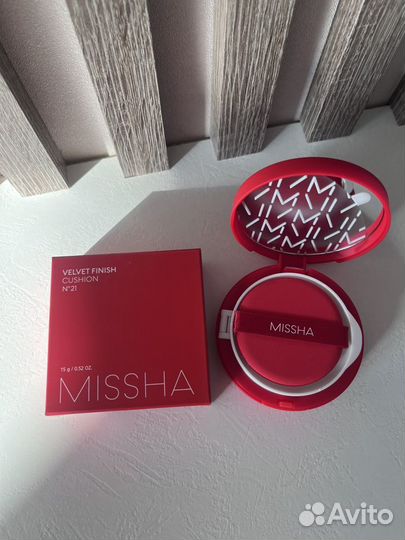 VELVET FINISH
CUSHION
N°21
15 g / 0.52 OZ.
MISSHA
MISSHA
Avito